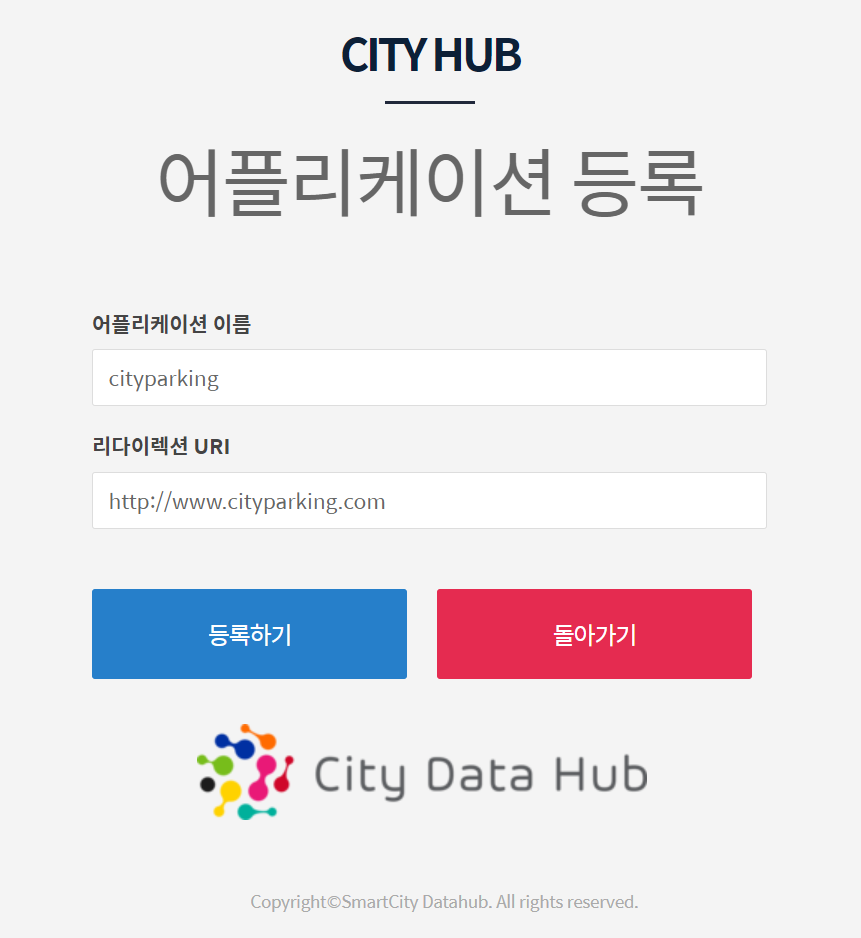 CITY HUB
어플리케이션 등록
어플리케이션 이름
cityparking
리다이렉션 URI
http://www.cityparking.com
등록하기 돌아가기
City Data Hub
Copyright©SmartCity Datahub. All rights reserved.